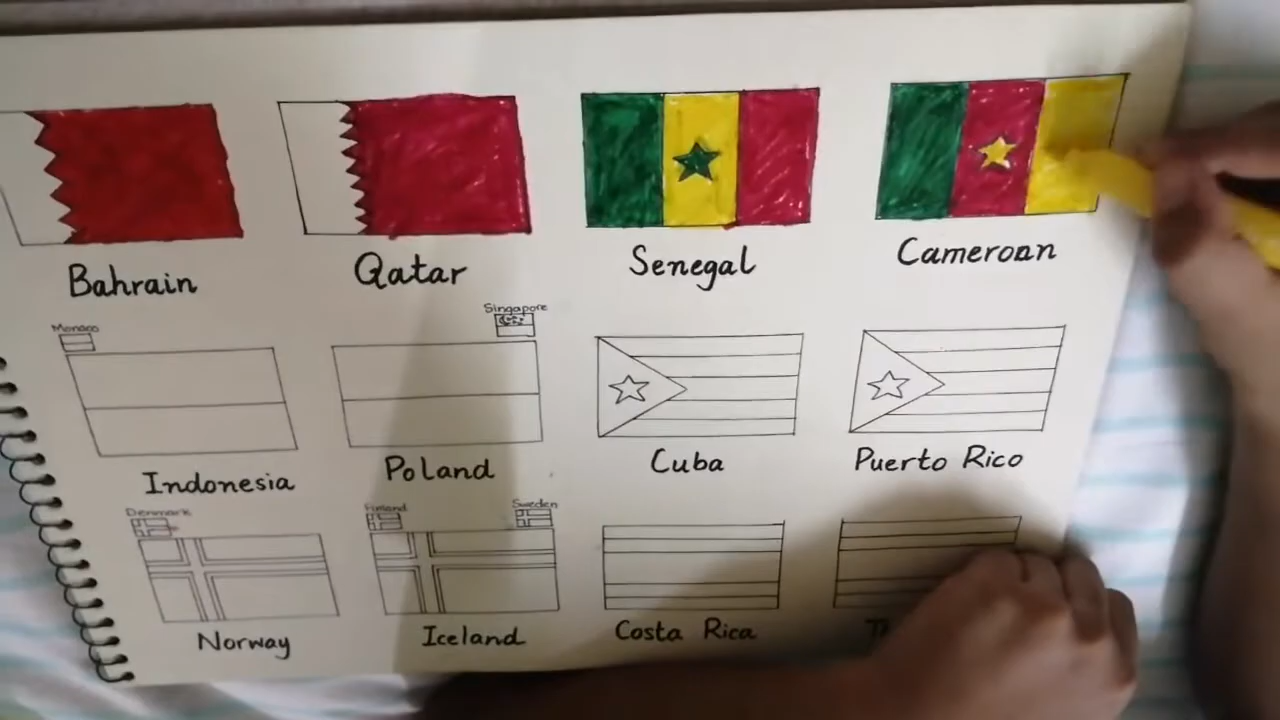 Bahrain
Qatar
Senegal
Cameroon
Monaco
Singapore
Indonesia
Poland
Cuba
Puerto Rico
Denmark
Finland
Sweden
Norway
Iceland
Costa Rica